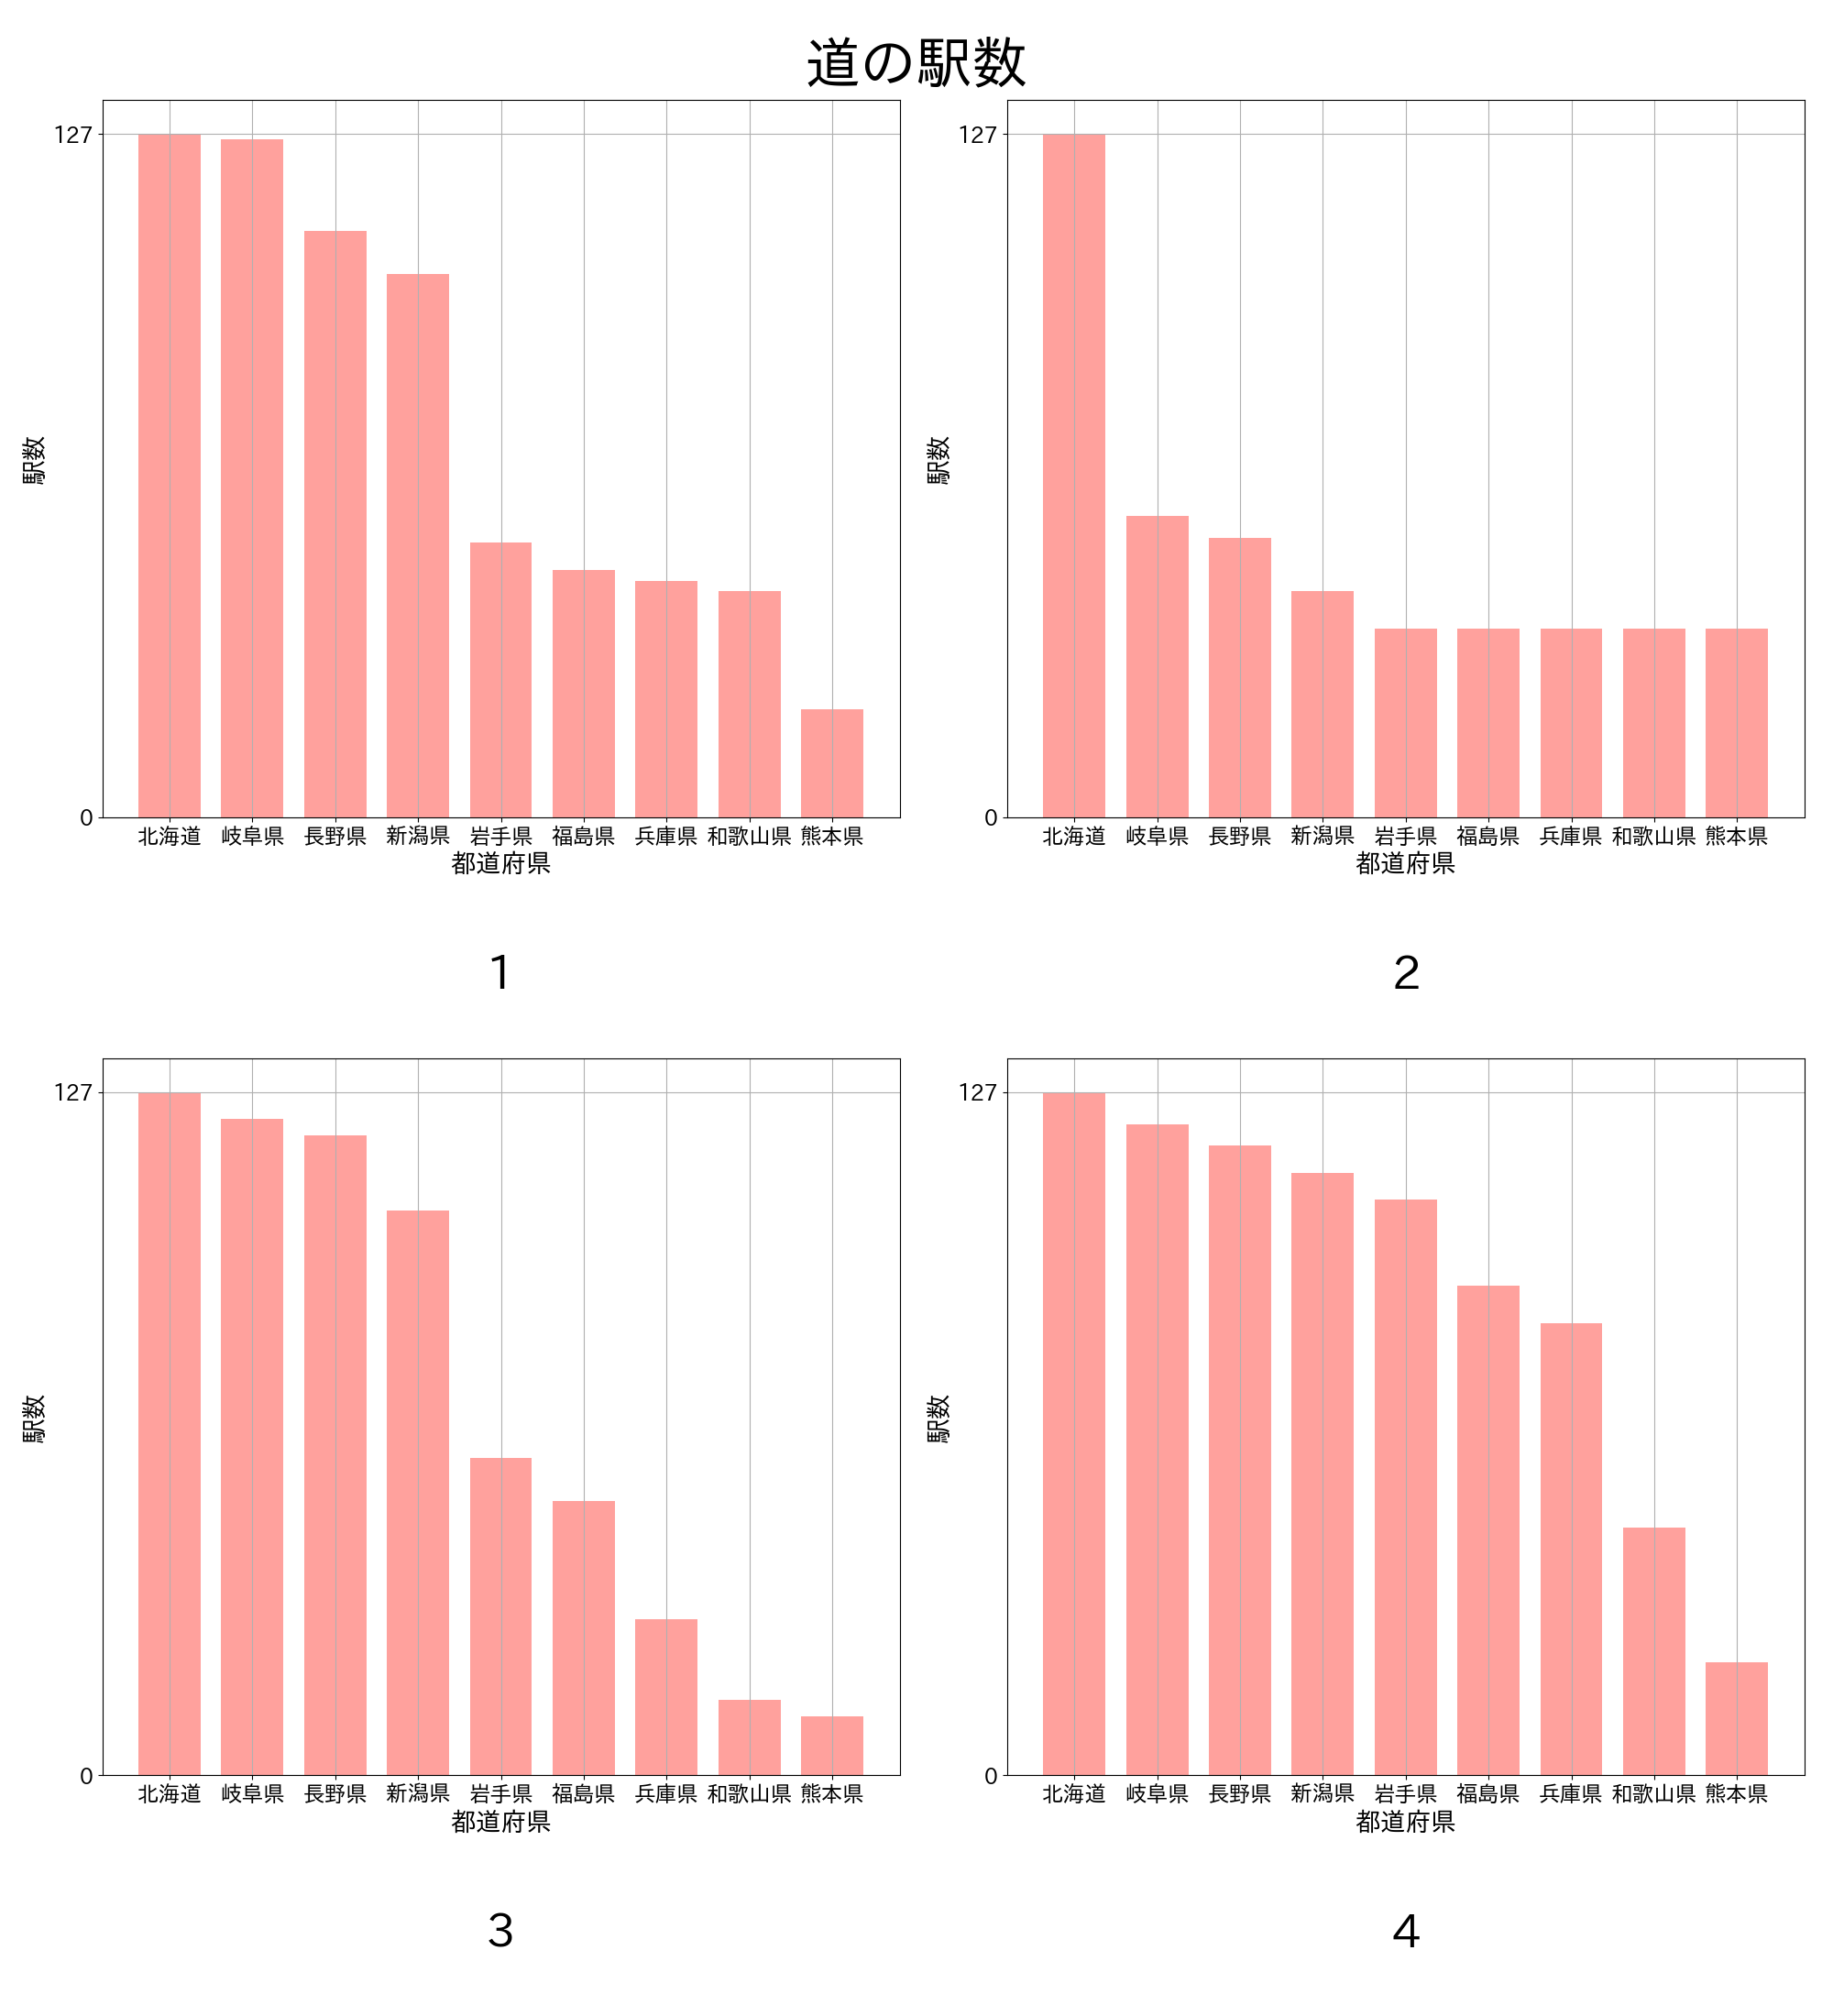 道の駅数
127
0
駅数
北海道 岐阜県 長野県 新潟県 岩手県 福島県 兵庫県 和歌山県 熊本県
都道府県
1
127
0
駅数
北海道 岐阜県 長野県 新潟県 岩手県 福島県 兵庫県 和歌山県 熊本県
都道府県
2
127
0
駅数
北海道 岐阜県 長野県 新潟県 岩手県 福島県 兵庫県 和歌山県 熊本県
都道府県
3
127
0
駅数
北海道 岐阜県 長野県 新潟県 岩手県 福島県 兵庫県 和歌山県 熊本県
都道府県
4